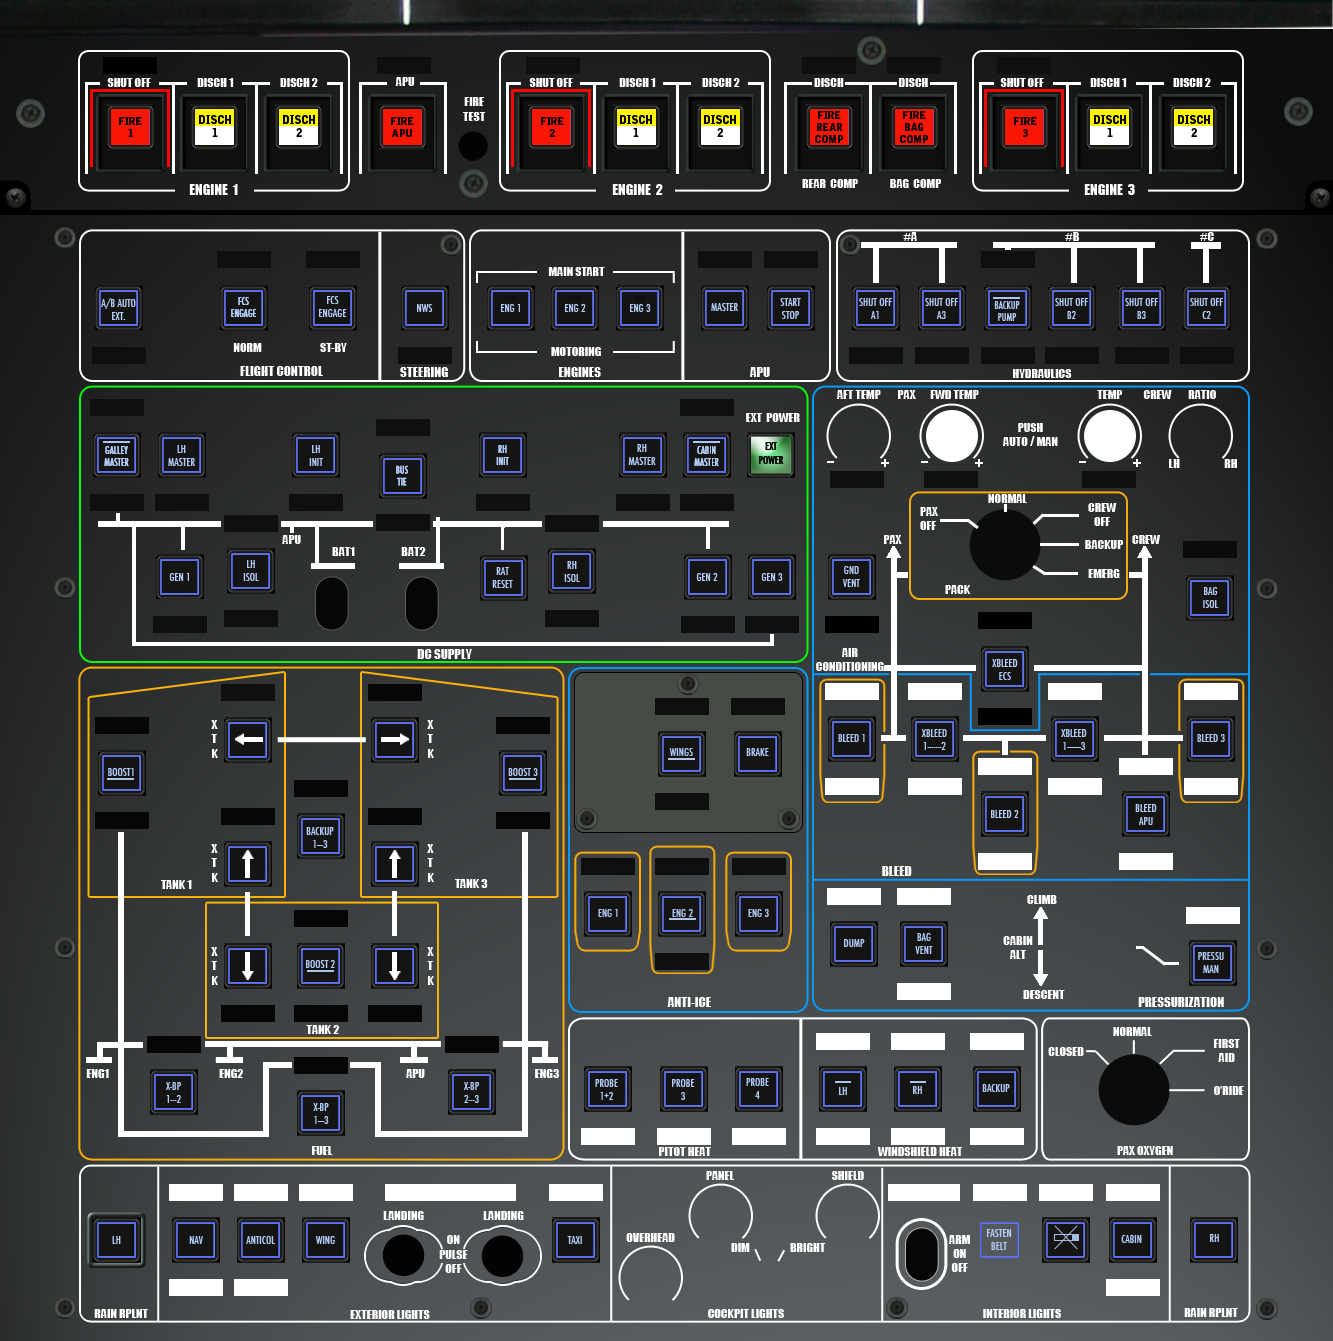 SHUT OFF DISCH 1 DISCH 2
FIRE 1
DISCH 1
DISCH 2
ENGINE 1
APU
FIRE APU
FIRE
TEST
SHUT OFF DISCH 1 DISCH 2
FIRE 2
DISCH 1
DISCH 2
ENGINE 2
DISCH DISCH
FIRE REAR COMP
FIRE BAG COMP
REAR COMP BAG COMP
SHUT OFF DISCH 1 DISCH 2
FIRE 3
DISCH 1
DISCH 2
ENGINE 3
A/B AUTO EXT.
FCS ENGAGE
FCS ENGAGE
NORM ST-BY
FLIGHT CONTROL
NWS
STEERING
MAIN START
ENG 1 ENG 2 ENG 3
MOTORING
ENGINES
MASTER
START STOP
APU
#A #B #C
SHUT OFF A1
SHUT OFF A3
BACKUP PUMP
SHUT OFF B2
SHUT OFF B3
SHUT OFF C2
HYDRAULICS
EXT POWER
GALLEY MASTER
LH MASTER
LH INIT
BUS TIE
RH INIT
RH MASTER
CABIN MASTER
EXT POWER
APU BAT1 BAT2
GEN 1
LH ISOL
RAT RESET
RH ISOL
GEN 2
GEN 3
DC SUPPLY
AFT TEMP PAX FWD TEMP
TEMP CREW RATIO
PUSH
AUTO / MAN
- + - + - + LH RH
NORMAL
PAX
OFF
CREW
OFF
BACKUP
EMERG
PACK
PAX CREW
GND VENT
BAG ISOL
AIR
CONDITIONING
XBLEED ECS
BLEED 1
XBLEED 1------2
XBLEED 1-----3
BLEED 3
BLEED 2
BLEED APU
BLEED
DUMP
BAG VENT
CLIMB
CABIN
ALT
DESCENT
PRESSU MAN
PRESSURIZATION
X
T
K
X
T
K
BOOST1
BOOST 3
BACKUP 1--3
X
T
K
X
T
K
TANK 1 TANK 3
X
T
K
BOOST 2
X
T
K
TANK 2
ENG1 ENG2 APU ENG3
X-BP 1--2
X-BP 1--3
X-BP 2--3
FUEL
WINGS BRAKE
ENG 1 ENG 2 ENG 3
ANTI-ICE
PROBE 1+2
PROBE 3
PROBE 4
PITOT HEAT
LH RH BACKUP
WINDSHIELD HEAT
CLOSED NORMAL
FIRST
AID
O'RIDE
PAX OXYGEN
LH
RAIN RPLNT
NAV ANTICOL WING
LANDING LANDING
ON
PULSE
OFF
TAXI
EXTERIOR LIGHTS
PANEL SHIELD
OVERHEAD
DIM BRIGHT
COCKPIT LIGHTS
ARM
ON
OFF
FASTEN BELT
CABIN
INTERIOR LIGHTS
RH
RAIN RPLNT